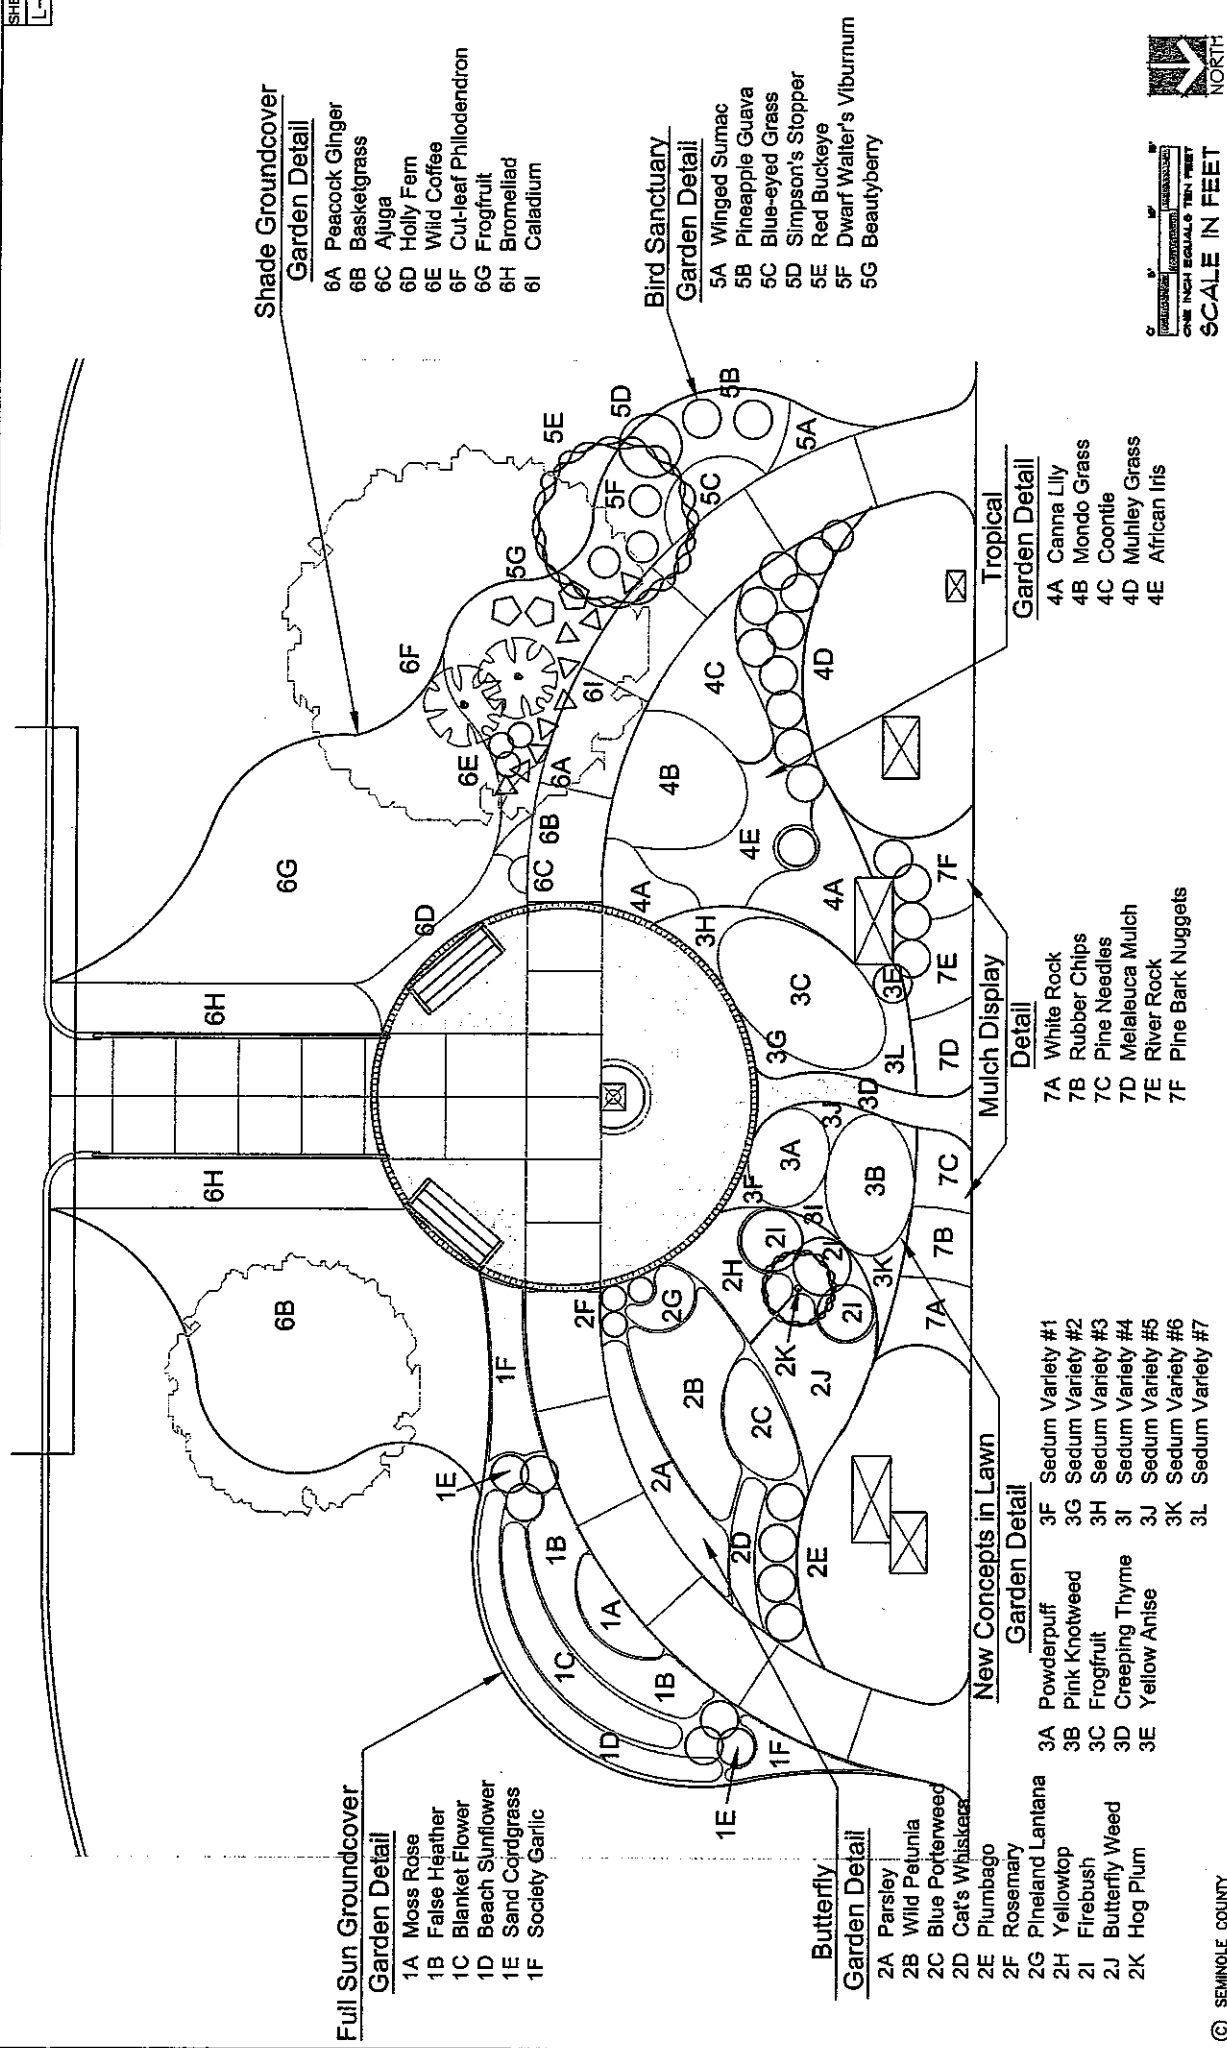 SHE
L-
Shade Groundcover
Garden Detail
6A Peacock Ginger
6B Basketgrass
6C Ajuga
6D Holly Fern
6E Wild Coffee
6F Cut-leaf Philodendron
6G Frogfruit
6H Bromeliad
6I Caladium
Bird Sanctuary
Garden Detail
5A Winged Sumac
5B Pineapple Guava
5C Blue-eyed Grass
5D Simpson's Stopper
5E Red Buckeye
5F Dwarf Walter's Viburnum
5G Beautyberry
Full Sun Groundcover
Garden Detail
1A Moss Rose
1B False Heather
1C Blanket Flower
1D Beach Sunflower
1E Sand Cordgrass
1F Society Garlic
Butterfly
Garden Detail
2A Parsley
2B Wild Petunia
2C Blue Porterweed
2D Cat's Whiskers
2E Plumbago
2F Rosemary
2G Pineland Lantana
2H Yellowtop
2I Firebush
2J Butterfly Weed
2K Hog Plum
New Concepts in Lawn
Garden Detail
3A Powderpuff
3B Pink Knotweed
3C Frogfruit
3D Creeping Thyme
3E Yellow Anise
3F Sedum Variety #1
3G Sedum Variety #2
3H Sedum Variety #3
3I Sedum Variety #4
3J Sedum Variety #5
3K Sedum Variety #6
3L Sedum Variety #7
Mulch Display
Detail
7A White Rock
7B Rubber Chips
7C Pine Needles
7D Melaleuca Mulch
7E River Rock
7F Pine Bark Nuggets
Tropical
Garden Detail
4A Canna Lily
4B Mondo Grass
4C Coontie
4D Muhley Grass
4E African Iris
6B
6H
6H
6G
6D
6F
6E
6A
6I
6B
6C
5G
5E
5F
5D
5C
5B
5A
1F
1E
1B
1A
1C
1B
1D
1E
1F
2F
2G
2A
2B
2C
2D
2E
2H
2K
2J
2I
2I
2I
3F
3A
3I
3J
3B
3K
3D
3G
3C
3H
3E
3L
4A
4B
4C
4D
4E
4A
7A
7B
7C
7D
7E
7F
0'
5'
10'
ONE INCH EQUALS TEN FEET
SCALE IN FEET
NORTH
© SEMINOLE COUNTY